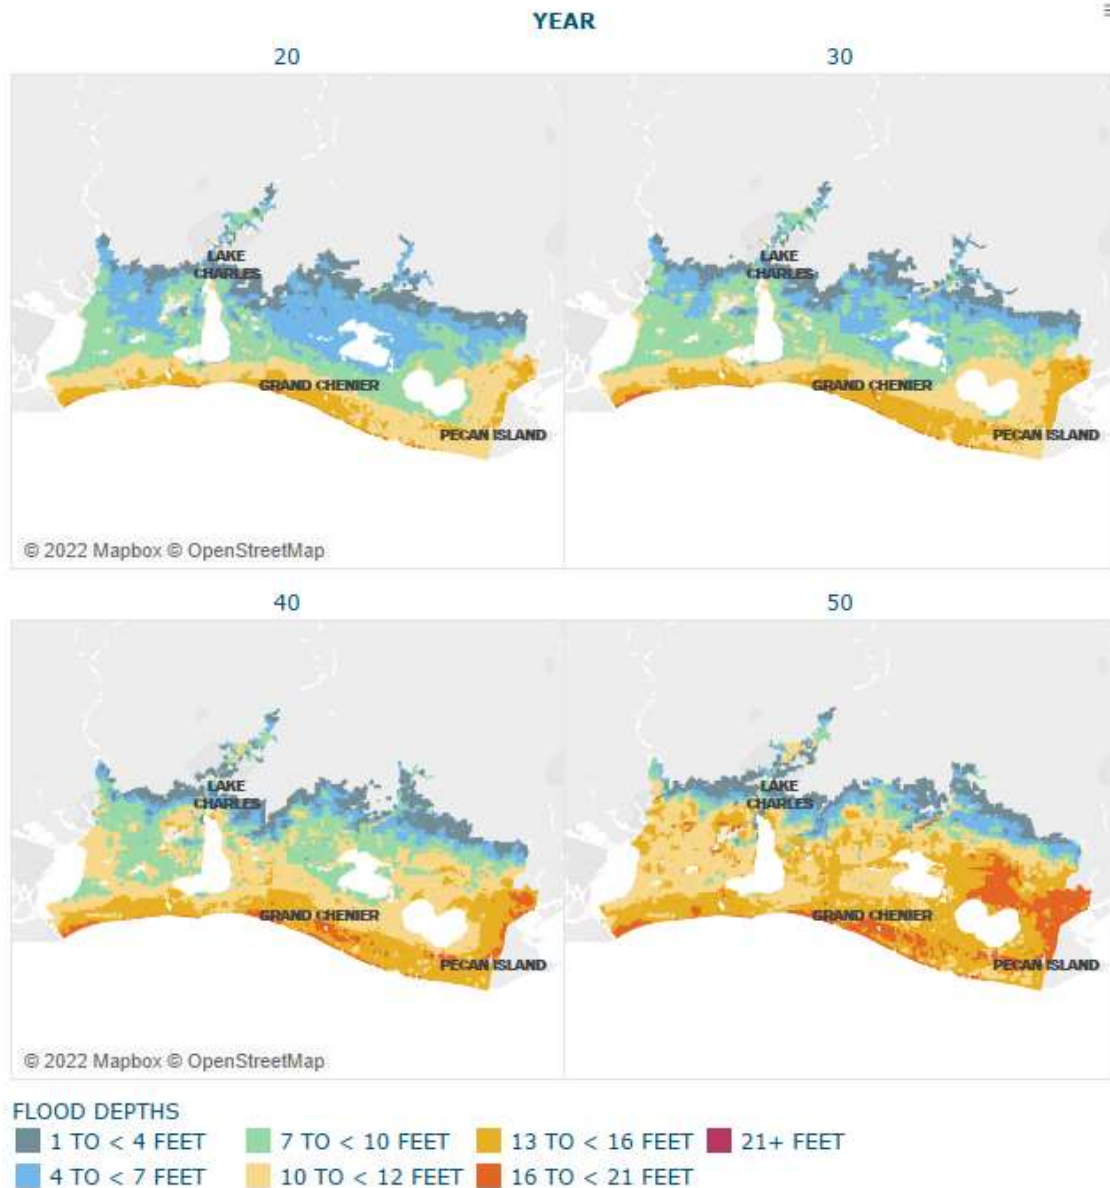 YEAR
20 30
LAKE
CHARLES
GRAND CHENIER
PECAN ISLAND
© 2022 Mapbox © OpenStreetMap
LAKE
CHARLES
GRAND CHENIER
PECAN ISLAND
40 50
LAKE
CHARLES
GRAND CHENIER
PECAN ISLAND
© 2022 Mapbox © OpenStreetMap
LAKE
CHARLES
GRAND CHENIER
PECAN ISLAND
FLOOD DEPTHS
1 TO < 4 FEET 7 TO < 10 FEET 13 TO < 16 FEET 21+ FEET
4 TO < 7 FEET 10 TO < 12 FEET 16 TO < 21 FEET